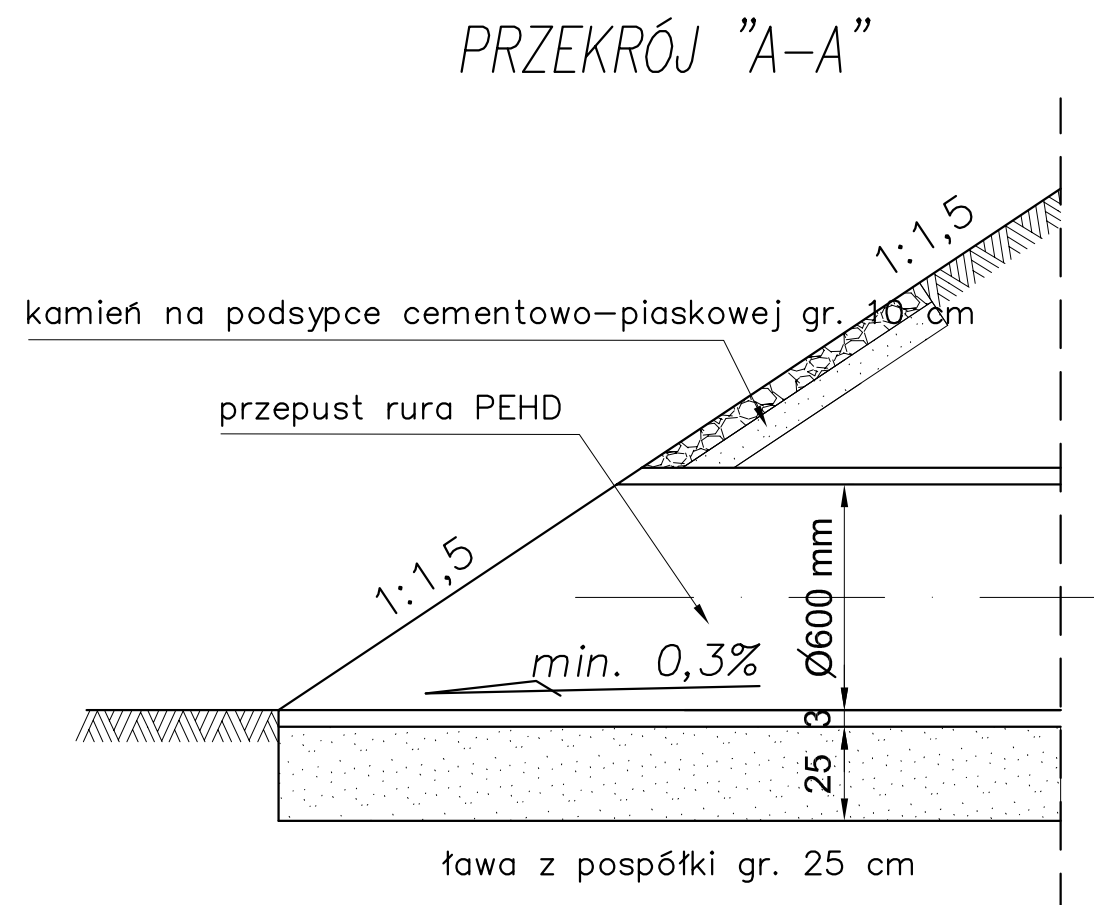 PRZEKRÓJ "A-A"
1:1,5
kamień na podsypce cementowo-piaskowej gr. 10 cm
przepust rura PEHD
1:1,5
Ø600 mm
min. 0,3%
3
25
ława z pospółki gr. 25 cm